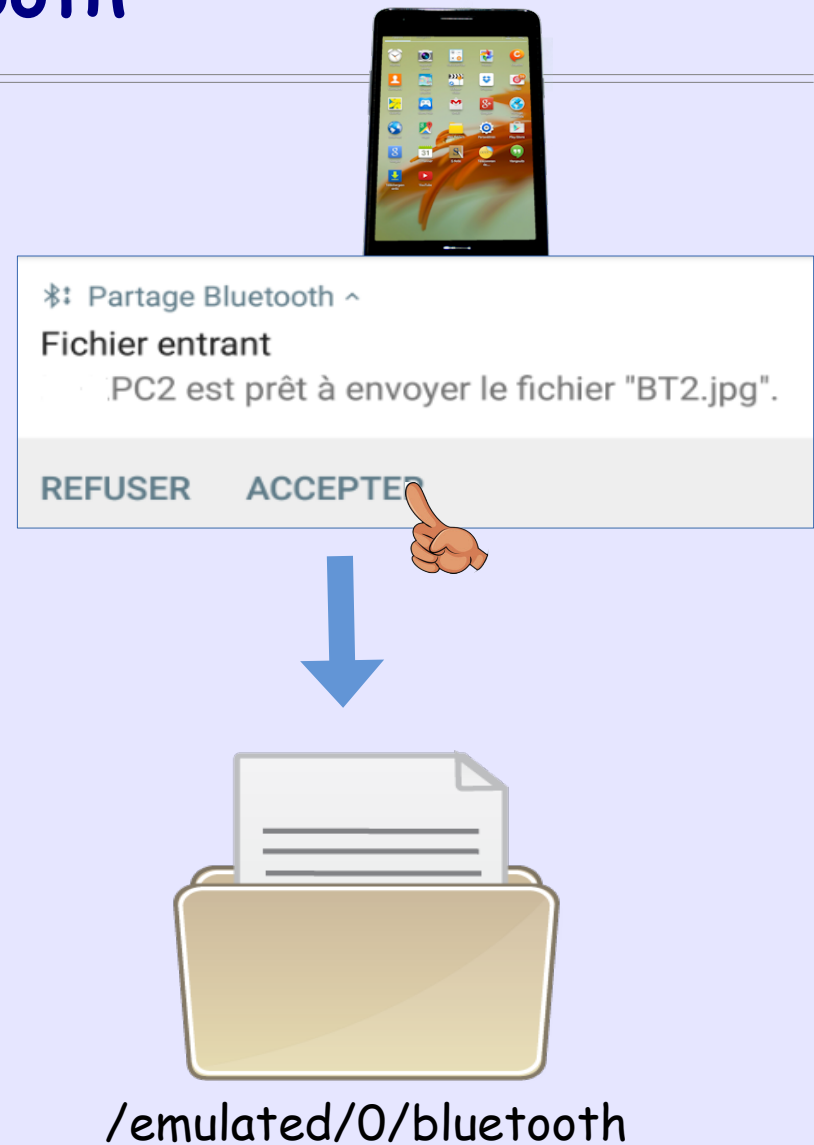 Partage Bluetooth ^
Fichier entrant
PC2 est prêt à envoyer le fichier "BT2.jpg".
REFUSER ACCEPTER
/emulated/0/bluetooth